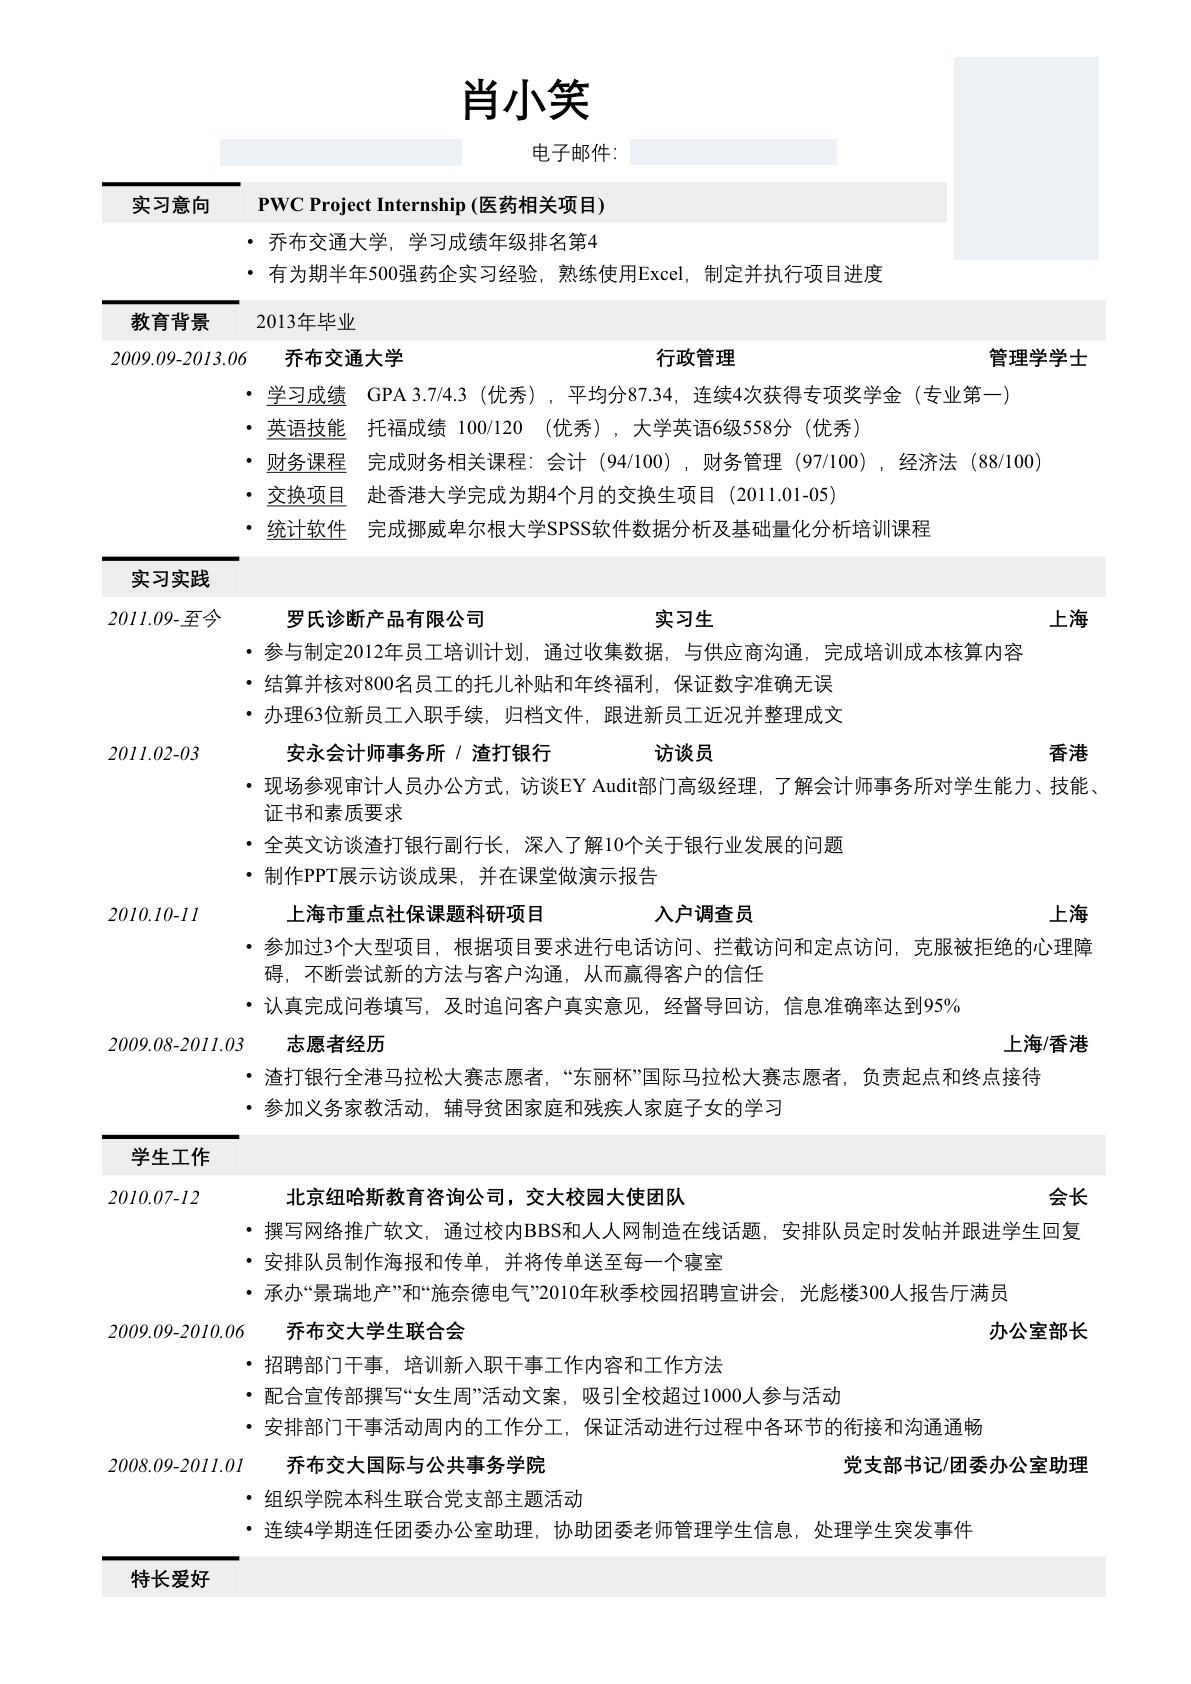 肖小笑
电子邮件：
实习意向 PWC Project Internship (医药相关项目)
• 乔布交通大学，学习成绩年级排名第4
• 有为期半年500强药企实习经验，熟练使用Excel，制定并执行项目进度
教育背景 2013年毕业
2009.09-2013.06 乔布交通大学 行政管理 管理学学士
• 学习成绩 GPA 3.7/4.3（优秀），平均分87.34，连续4次获得专项奖学金（专业第一）
• 英语技能 托福成绩 100/120 （优秀），大学英语6级558分（优秀）
• 财务课程 完成财务相关课程：会计（94/100），财务管理（97/100），经济法（88/100）
• 交换项目 赴香港大学完成为期4个月的交换生项目（2011.01-05）
• 统计软件 完成挪威卑尔根大学SPSS软件数据分析及基础量化分析培训课程
实习实践
2011.09-至今 罗氏诊断产品有限公司 实习生 上海
• 参与制定2012年员工培训计划，通过收集数据，与供应商沟通，完成培训成本核算内容
• 结算并核对800名员工的托儿补贴和年终福利，保证数字准确无误
• 办理63位新员工入职手续，归档文件，跟进新员工近况并整理成文
2011.02-03 安永会计师事务所 / 渣打银行 访谈员 香港
• 现场参观审计人员办公方式，访谈EY Audit部门高级经理，了解会计师事务所对学生能力、技能、
证书和素质要求
• 全英文访谈渣打银行副行长，深入了解10个关于银行业发展的问题
• 制作PPT展示访谈成果，并在课堂做演示报告
2010.10-11 上海市重点社保课题科研项目 入户调查员 上海
• 参加过3个大型项目，根据项目要求进行电话访问、拦截访问和定点访问，克服被拒绝的心理障
碍，不断尝试新的方法与客户沟通，从而赢得客户的信任
• 认真完成问卷填写，及时追问客户真实意见，经督导回访，信息准确率达到95%
2009.08-2011.03 志愿者经历 上海/香港
• 渣打银行全港马拉松大赛志愿者，“东丽杯”国际马拉松大赛志愿者，负责起点和终点接待
• 参加义务家教活动，辅导贫困家庭和残疾人家庭子女的学习
学生工作
2010.07-12 北京纽哈斯教育咨询公司，交大校园大使团队 会长
• 撰写网络推广软文，通过校内BBS和人人网制造在线话题，安排队员定时发帖并跟进学生回复
• 安排队员制作海报和传单，并将传单送至每一个寝室
• 承办“景瑞地产”和“施奈德电气”2010年秋季校园招聘宣讲会，光彪楼300人报告厅满员
2009.09-2010.06 乔布交大学生联合会 办公室部长
• 招聘部门干事，培训新入职干事工作内容和工作方法
• 配合宣传部撰写“女生周”活动文案，吸引全校超过1000人参与活动
• 安排部门干事活动周内的工作分工，保证活动进行过程中各环节的衔接和沟通通畅
2008.09-2011.01 乔布交大国际与公共事务学院 党支部书记/团委办公室助理
• 组织学院本科生联合党支部主题活动
• 连续4学期连任团委办公室助理，协助团委老师管理学生信息，处理学生突发事件
特长爱好